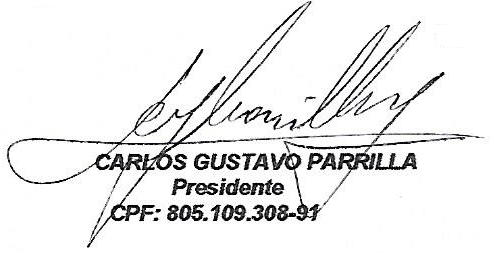 CARLOS GUSTAVO PARRILLA
Presidente
CPF: 805.109.308-91